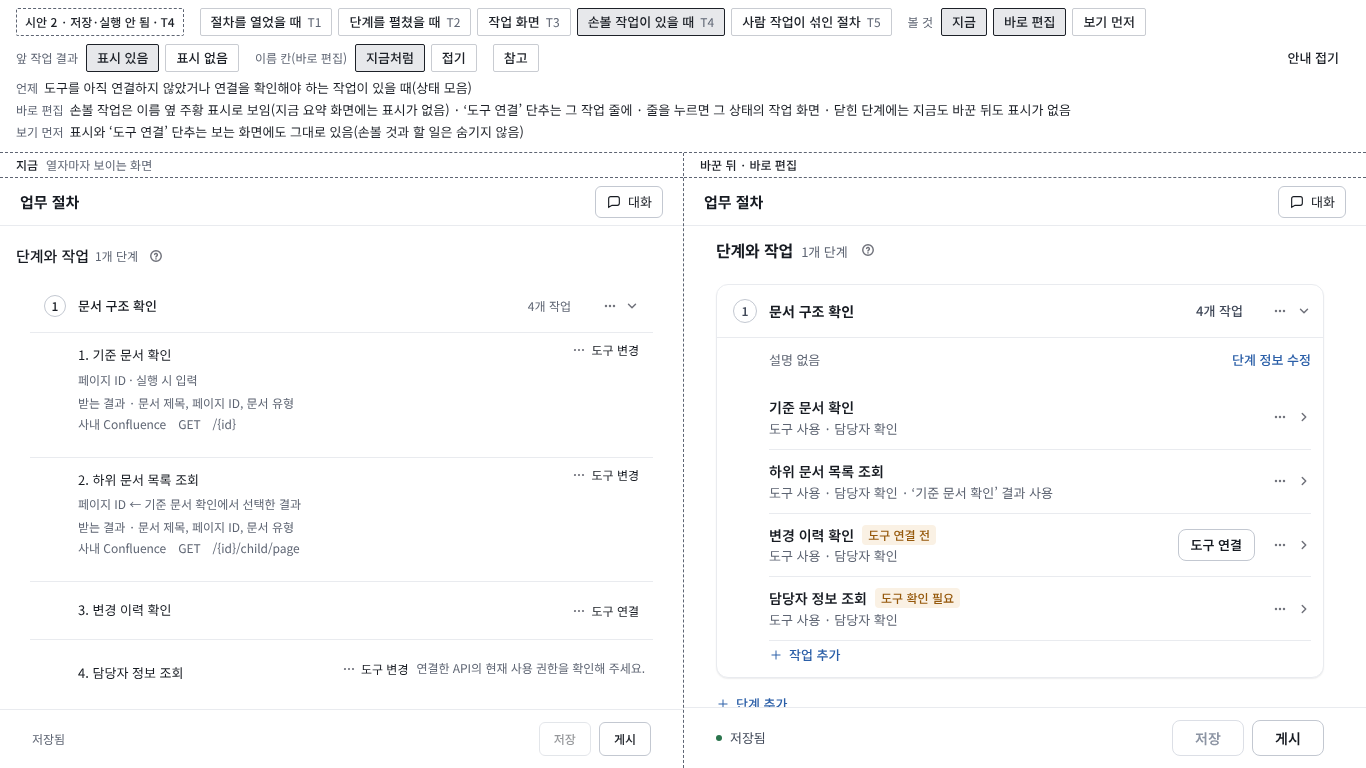 시안 2 · 저장·실행 안 됨 · T4
절차를 열었을 때 T1
단계를 펼쳤을 때 T2
작업 화면 T3
손볼 작업이 있을 때 T4
사람 작업이 섞인 절차 T5
볼 것
지금
바로 편집
보기 먼저
앞 작업 결과
표시 있음
표시 없음
이름 칸(바로 편집)
지금처럼
접기
참고
안내 접기
언제 도구를 아직 연결하지 않았거나 연결을 확인해야 하는 작업이 있을 때(상태 모음)
바로 편집 손볼 작업은 이름 옆 주황 표시로 보임(지금 요약 화면에는 표시가 없음) · ‘도구 연결’ 단추는 그 작업 줄에 · 줄을 누르면 그 상태의 작업 화면 · 닫힌 단계에는 지금도 바꾼 뒤도 표시가 없음
보기 먼저 표시와 ‘도구 연결’ 단추는 보는 화면에도 그대로 있음(손볼 것과 할 일은 숨기지 않음)
지금 열자마자 보이는 화면
업무 절차
대화
단계와 작업 1개 단계
1 문서 구조 확인
4개 작업
1. 기준 문서 확인
도구 변경
페이지 ID · 실행 시 입력
받는 결과 · 문서 제목, 페이지 ID, 문서 유형
사내 Confluence GET /{id}
2. 하위 문서 목록 조회
도구 변경
페이지 ID ← 기준 문서 확인에서 선택한 결과
받는 결과 · 문서 제목, 페이지 ID, 문서 유형
사내 Confluence GET /{id}/child/page
3. 변경 이력 확인
도구 연결
4. 담당자 정보 조회
도구 변경 연결한 API의 현재 사용 권한을 확인해 주세요.
저장됨
저장
게시
바꾼 뒤 · 바로 편집
업무 절차
대화
단계와 작업 1개 단계
1 문서 구조 확인
4개 작업
설명 없음
단계 정보 수정
기준 문서 확인
도구 사용 · 담당자 확인
하위 문서 목록 조회
도구 사용 · 담당자 확인 · ‘기준 문서 확인’ 결과 사용
변경 이력 확인 도구 연결 전
도구 사용 · 담당자 확인
도구 연결
담당자 정보 조회 도구 확인 필요
도구 사용 · 담당자 확인
+ 작업 추가
+ 단계 추가
저장됨
저장
게시